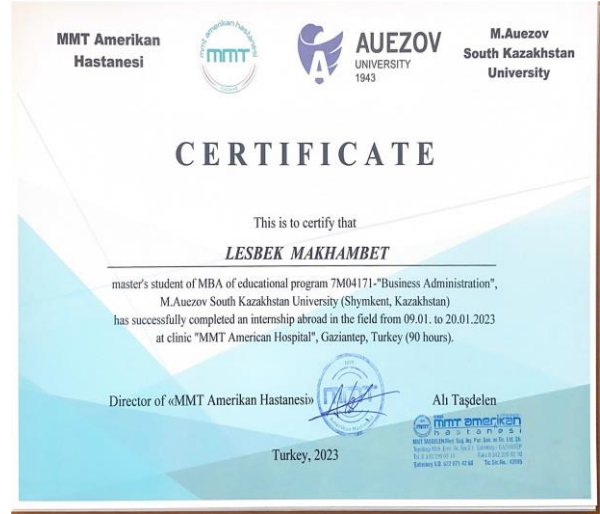 MMT Amerikan
Hastanesi
mmt
AUEZOV
UNIVERSITY
1943
M.Auezov
South Kazakhstan
University
CERTIFICATE
This is to certify that
LESBEK MAKHAMBET
master's student of MBA of educational program 7M04171-"Business Administration",
M.Auezov South Kazakhstan University (Shymkent, Kazakhstan)
has successfully completed an internship abroad in the field from 09.01. to 20.01.2023
at clinic "MMT American Hospital", Gaziantep, Turkey (90 hours).
Director of «MMT Amerikan Hastanesi»
Alı Taşdelen
mmt amerikan
hastanesi
Turkey, 2023